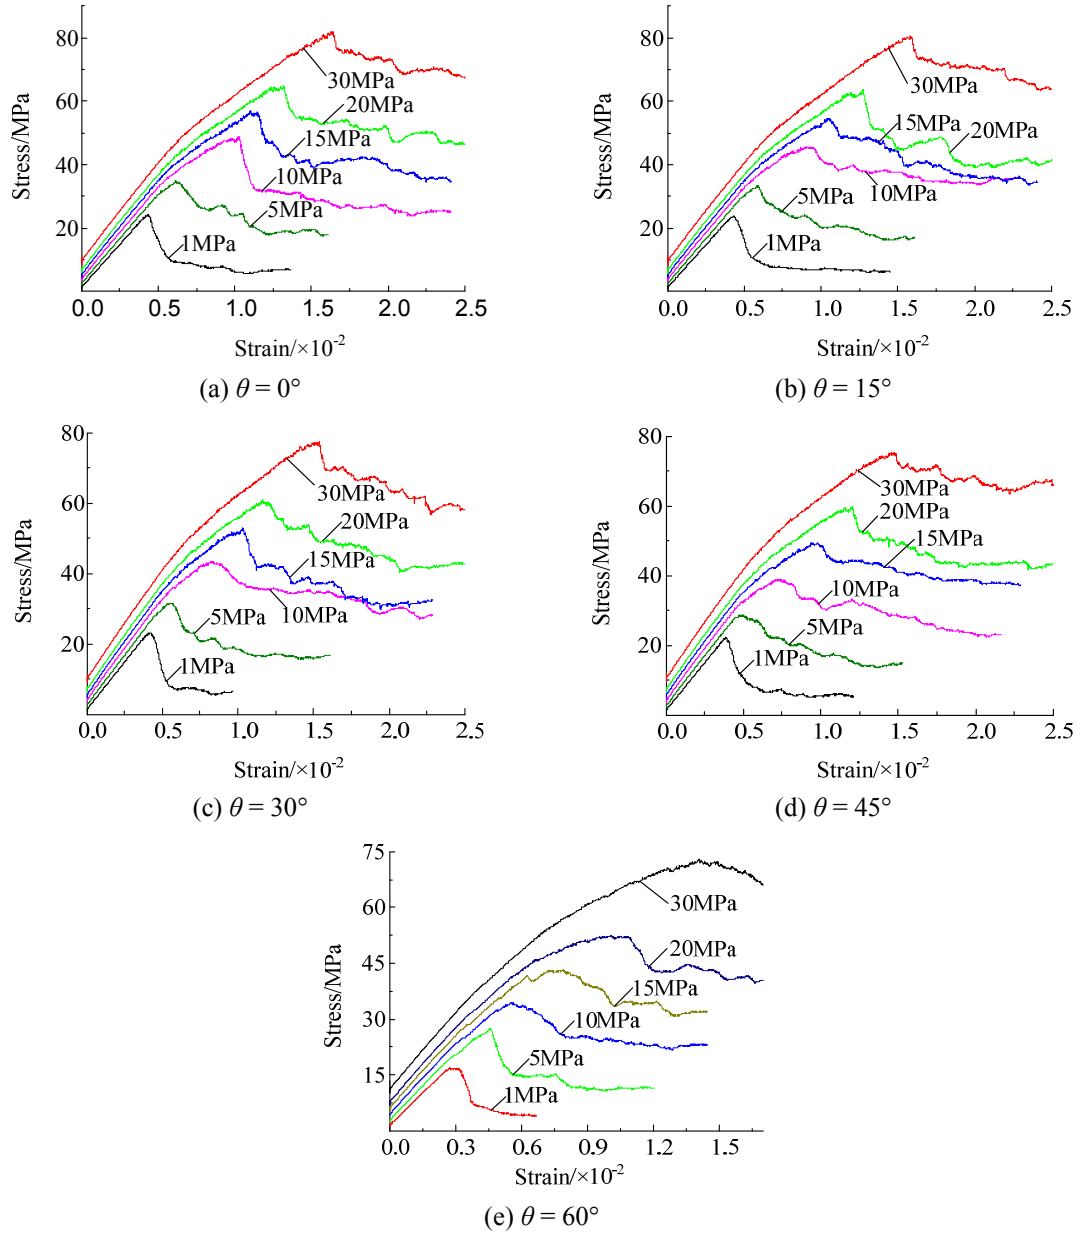 80
60
40
20
Stress/MPa
30MPa
20MPa
15MPa
10MPa
5MPa
1MPa
0.0 0.5 1.0 1.5 2.0 2.5
Strain/×10⁻²
(a) θ = 0°
80
60
40
20
Stress/MPa
30MPa
15MPa
20MPa
10MPa
5MPa
1MPa
0.0 0.5 1.0 1.5 2.0 2.5
Strain/×10⁻²
(b) θ = 15°
80
60
40
20
Stress/MPa
30MPa
20MPa
15MPa
10MPa
5MPa
1MPa
0.0 0.5 1.0 1.5 2.0 2.5
Strain/×10⁻²
(c) θ = 30°
80
60
40
20
Stress/MPa
30MPa
20MPa
15MPa
10MPa
5MPa
1MPa
0.0 0.5 1.0 1.5 2.0 2.5
Strain/×10⁻²
(d) θ = 45°
75
60
45
30
15
Stress/MPa
30MPa
20MPa
15MPa
10MPa
5MPa
1MPa
0.0 0.3 0.6 0.9 1.2 1.5
Strain/×10⁻²
(e) θ = 60°